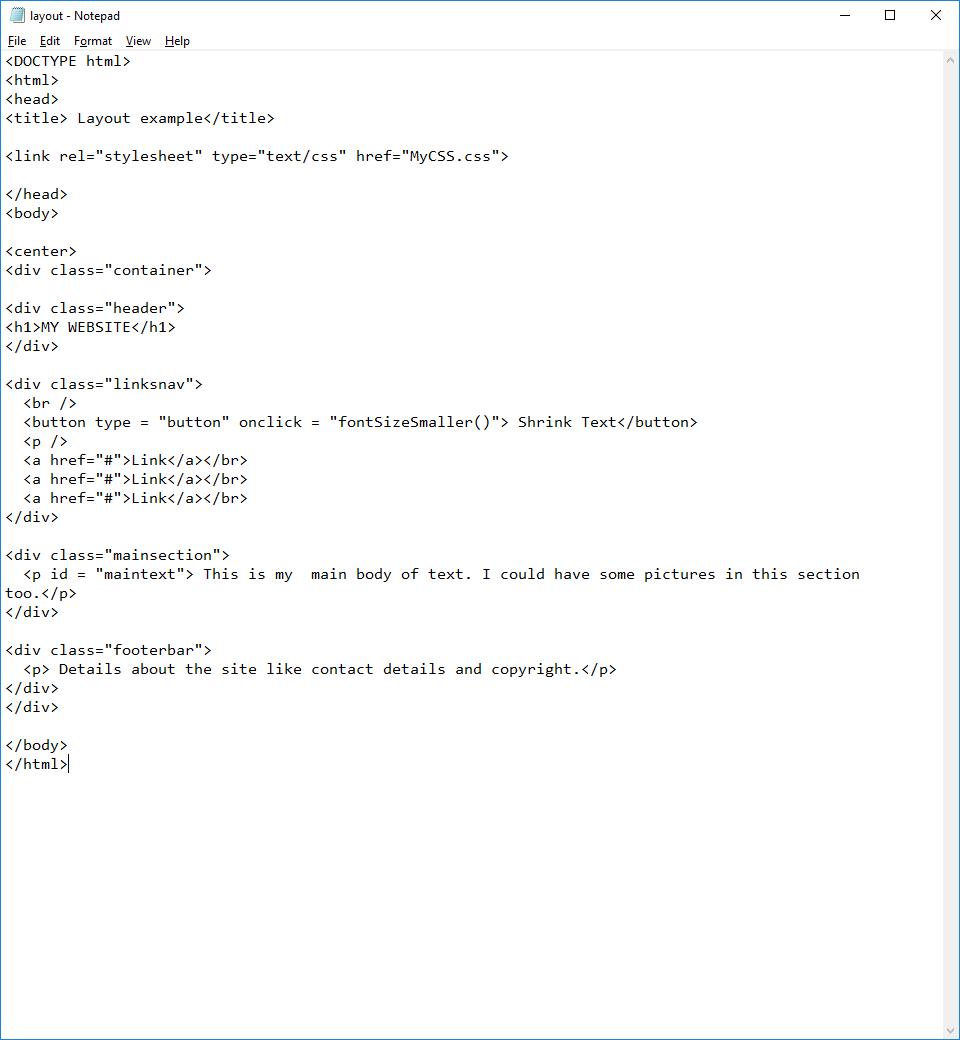 layout - Notepad
File Edit Format View Help
<DOCTYPE html>
<html>
<head>
<title> Layout example</title>
<link rel="stylesheet" type="text/css" href="MyCSS.css">
</head>
<body>
<center>
<div class="container">
<div class="header">
<h1>MY WEBSITE</h1>
</div>
<div class="linksnav">
  <br />
  <button type = "button" onclick = "fontSizeSmaller()"> Shrink Text</button>
  <p />
  <a href="#">Link</a></br>
  <a href="#">Link</a></br>
  <a href="#">Link</a></br>
</div>
<div class="mainsection">
  <p id = "maintext"> This is my  main body of text. I could have some pictures in this section
too.</p>
</div>
<div class="footerbar">
  <p> Details about the site like contact details and copyright.</p>
</div>
</div>
</body>
</html>